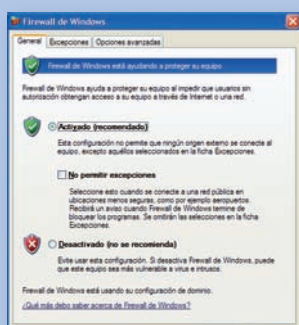 Firewall de Windows
General Excepciones Opciones avanzadas
Firewall de Windows está ayudando a proteger su equipo
Firewall de Windows ayuda a proteger su equipo al impedir que usuarios sin
autorización obtengan acceso a su equipo a través de Internet o una red.
Activado (recomendado)
Esta configuración no permite que ningún origen externo se conecte al
equipo, excepto aquéllos seleccionados en la ficha Excepciones.
No permitir excepciones
Seleccione esto cuando se conecte a una red pública en
ubicaciones menos seguras, como por ejemplo aeropuertos.
Recibirá un aviso cuando Firewall de Windows termine de
bloquear los programas. Se omitirán las selecciones en la ficha
Excepciones.
Desactivado (no se recomienda)
Evite usar esta configuración. Si desactiva Firewall de Windows, puede
que este equipo sea más vulnerable a virus e intrusos.
Firewall de Windows está usando su configuración de dominio.
¿Qué más debo saber acerca de Firewall de Windows?